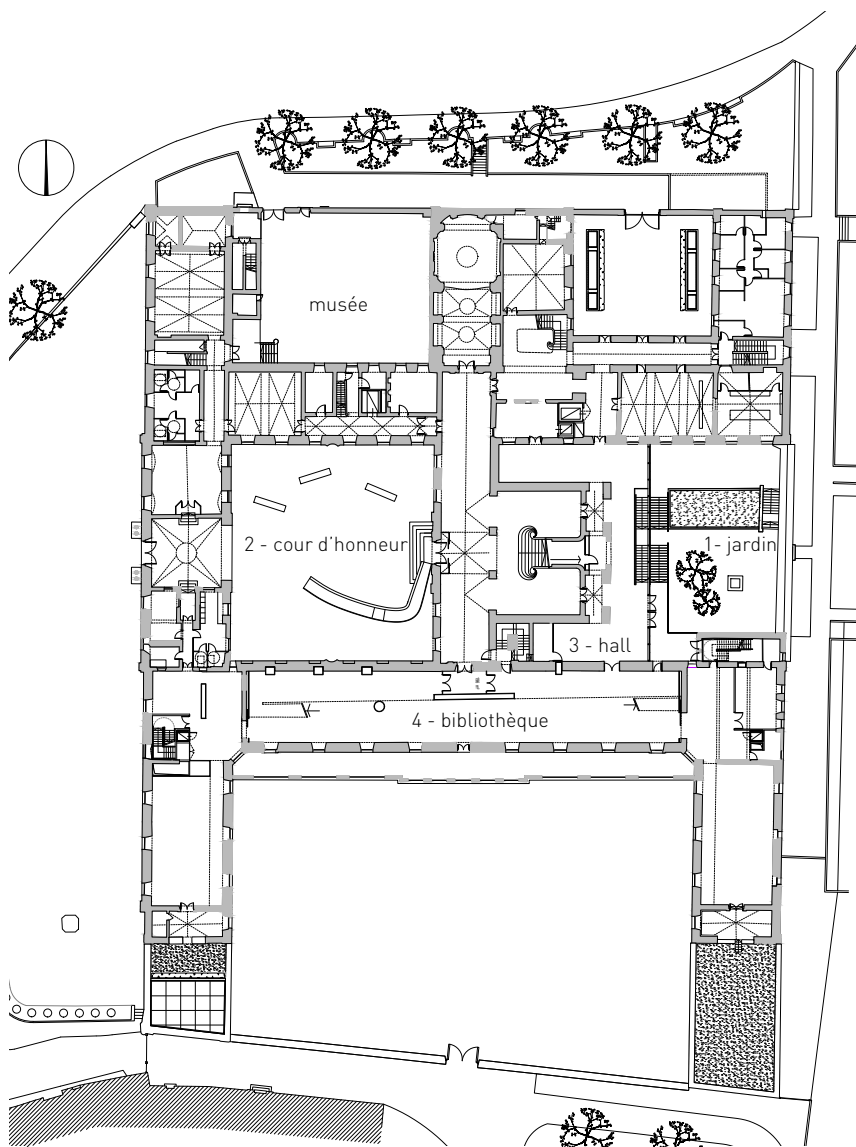 musée
2 - cour d'honneur
1- jardin
3 - hall
4 - bibliothèque